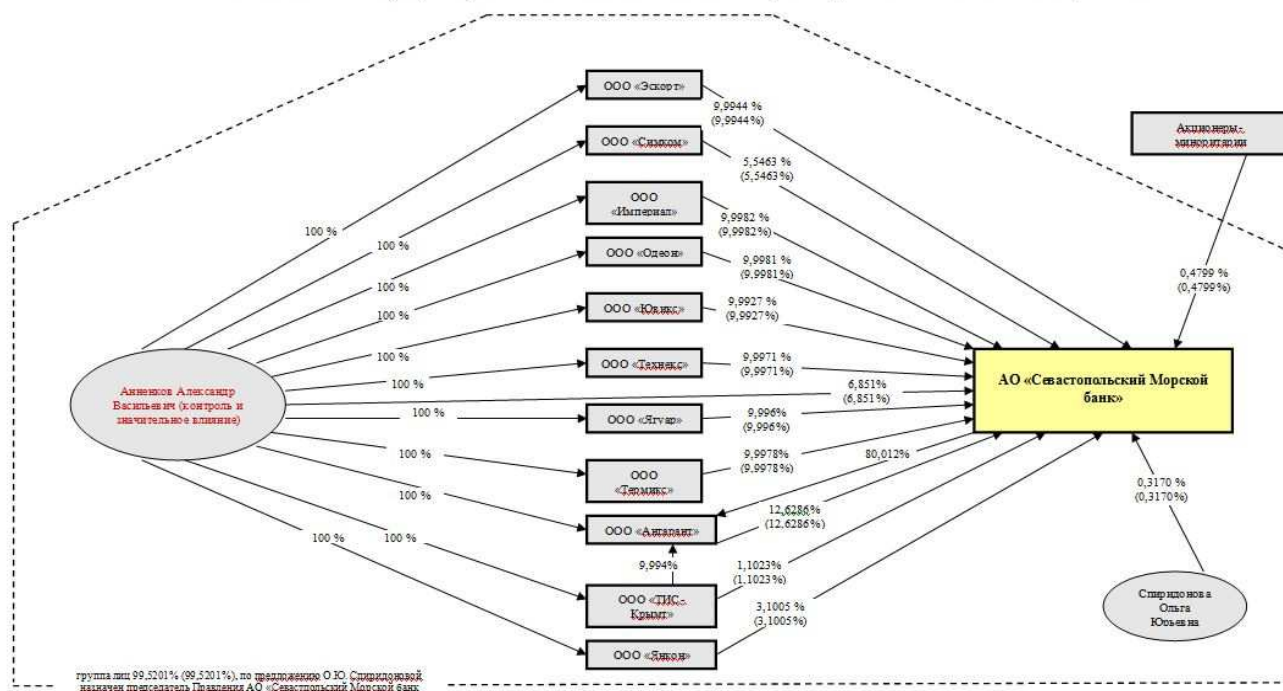 ООО «Эскорт»
9,9944 %
(9,9944%)
Акционеры-
миноритарии
ООО «Симком»
5,5463 %
(5,5463%)
ООО
«Империал»
9,9982 %
(9,9982%)
100 %
100 %
ООО «Одеон»
9,9981 %
(9,9981%)
0,4799 %
(0,4799%)
100 %
100 %
ООО «Юникс»
9,9927 %
(9,9927%)
100 %
ООО «Технекс»
9,9971 %
(9,9971%)
Анненков Александр
Васильевич (контроль и
значительное влияние)
100 %
6,851%
(6,851%)
АО «Севастопольский Морской
банк»
100 %
ООО «Ягуар»
9,996%
(9,996%)
100 %
ООО
«Термикс»
9,9978%
(9,9978%)
80,012%
100 %
0,3170 %
(0,3170%)
ООО «Ангарант»
12,6286%
(12,6286%)
100 %
100 %
9,994%
1,1023%
(1,1023%)
ООО «ТИС-
Крым»
3,1005 %
(3,1005%)
Спиридонова
Ольга
Юрьевна
ООО «Янкон»
группа лиц 99,5201% (99,5201%), по предложению О.Ю. Спиридоновой
назначен председатель Правления АО «Севастпольский Морской банк